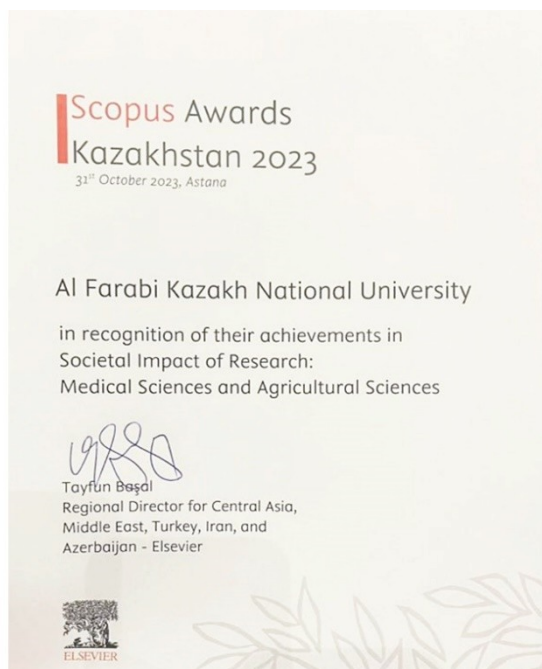 Scopus Awards
Kazakhstan 2023
31st October 2023, Astana
Al Farabi Kazakh National University
in recognition of their achievements in
Societal Impact of Research:
Medical Sciences and Agricultural Sciences
Tayfun Başal
Regional Director for Central Asia,
Middle East, Turkey, Iran, and
Azerbaijan - Elsevier
ELSEVIER